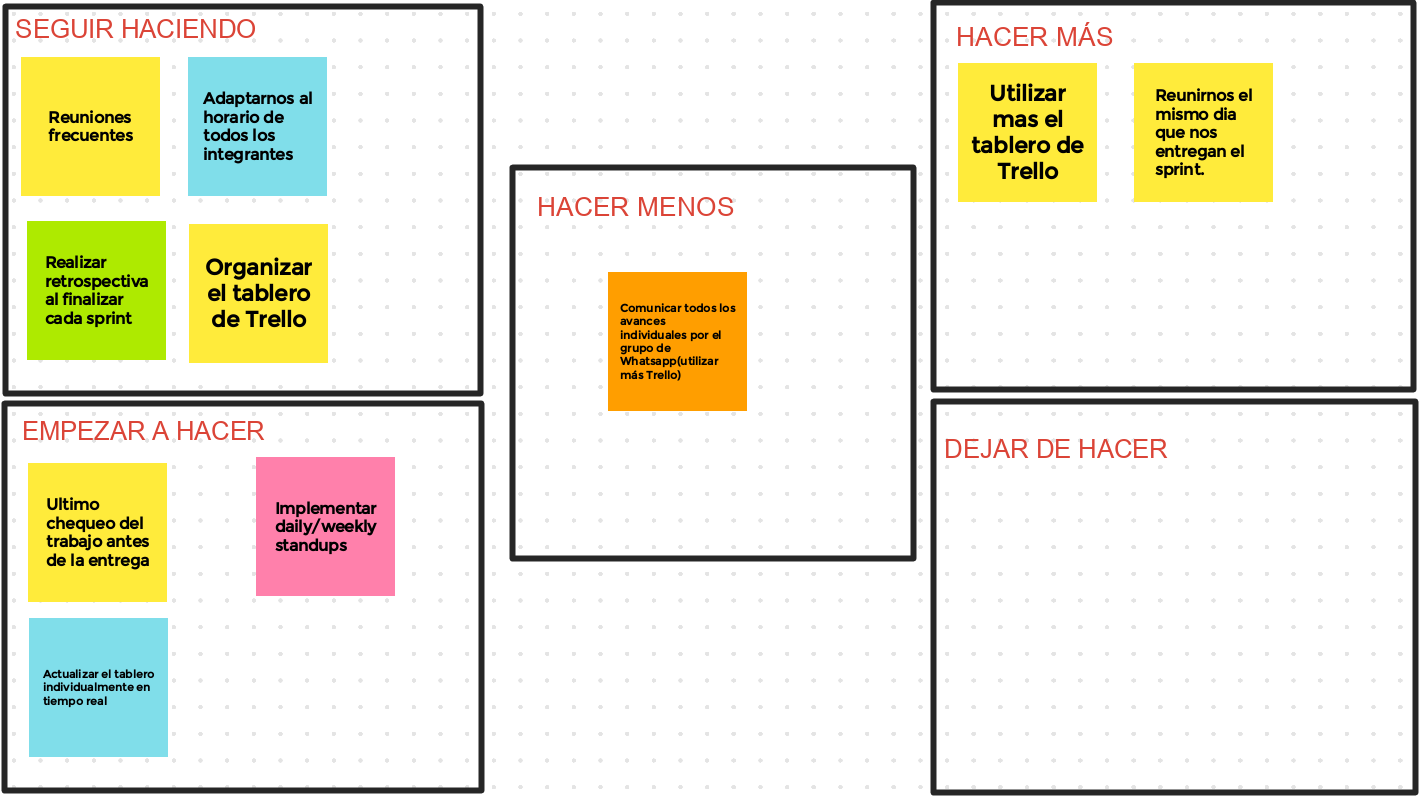 SEGUIR HACIENDO
Reuniones
frecuentes
Adaptarnos al
horario de
todos los
integrantes
Realizar
retrospectiva
al finalizar
cada sprint
Organizar
el tablero
de Trello
EMPEZAR A HACER
Ultimo
chequeo del
trabajo antes
de la entrega
Implementar
daily/weekly
standups
Actualizar el tablero
individualmente en
tiempo real
HACER MENOS
Comunicar todos los
avances
individuales por el
grupo de
Whatsapp(utilizar
más Trello)
HACER MÁS
Utilizar
mas el
tablero de
Trello
Reunirnos el
mismo dia
que nos
entregan el
sprint.
DEJAR DE HACER